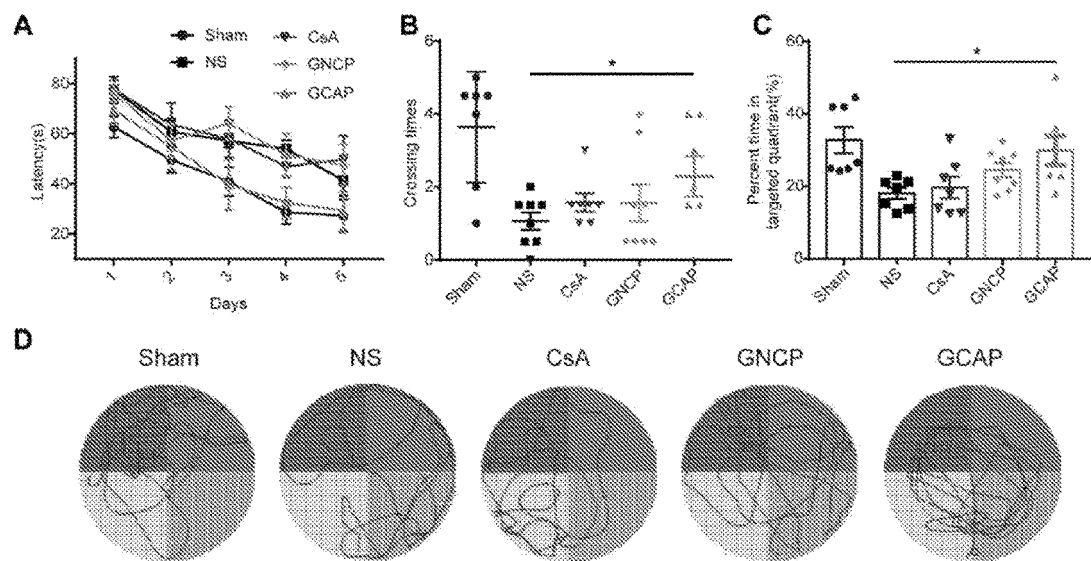 A
Sham
NS
CsA
GNCP
GCAP
Latency(s)
80
60
40
20
1
2
3
4
5
Days
B
*
Crossing times
6
4
2
0
Sham
NS
CsA
GNCP
GCAP
C
*
Percent time in
targeted quadrant(%)
60
40
20
0
Sham
NS
CsA
GNCP
GCAP
D
Sham
NS
CsA
GNCP
GCAP